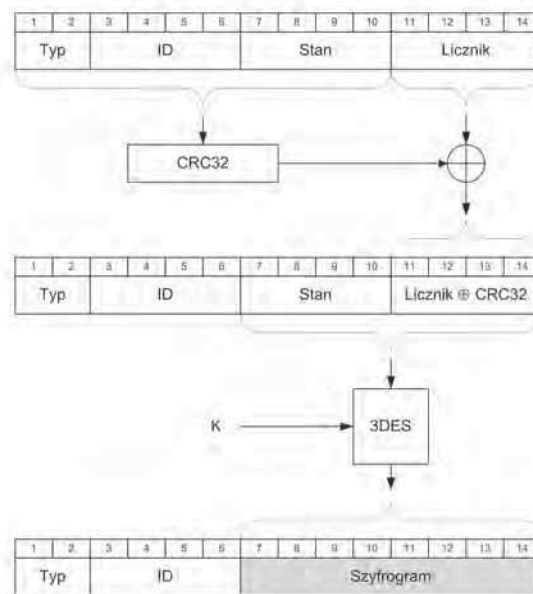 1 2 3 4 5 6 7 8 9 10 11 12 13 14
Typ ID Stan Licznik
CRC32
1 2 3 4 5 6 7 8 9 10 11 12 13 14
Typ ID Stan Licznik ⊕ CRC32
K 3DES
1 2 3 4 5 6 7 8 9 10 11 12 13 14
Typ ID Szyfrogram